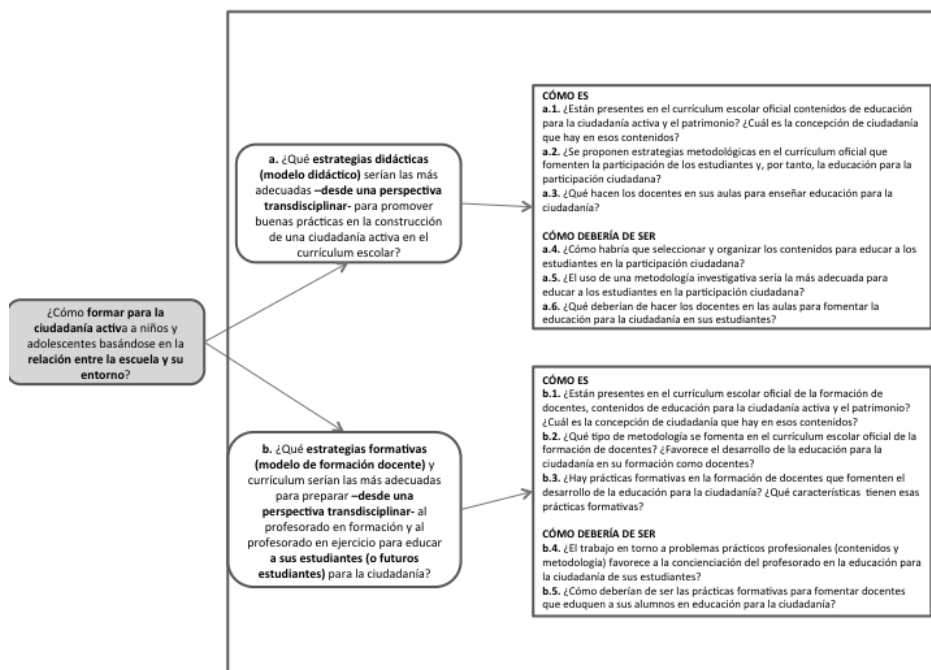 ¿Cómo formar para la
ciudadanía activa a niños y
adolescentes basándose en la
relación entre la escuela y su
entorno?
a. ¿Qué estrategias didácticas
(modelo didáctico) serían las más
adecuadas –desde una perspectiva
transdisciplinar- para promover
buenas prácticas en la construcción
de una ciudadanía activa en el
currículum escolar?
CÓMO ES
a.1. ¿Están presentes en el currículum escolar oficial contenidos de educación
para la ciudadanía activa y el patrimonio? ¿Cuál es la concepción de ciudadanía
que hay en esos contenidos?
a.2. ¿Se proponen estrategias metodológicas en el currículum oficial que
fomenten la participación de los estudiantes y, por tanto, la educación para la
participación ciudadana?
a.3. ¿Qué hacen los docentes en sus aulas para enseñar educación para la
ciudadanía?
CÓMO DEBERÍA DE SER
a.4. ¿Cómo habría que seleccionar y organizar los contenidos para educar a los
estudiantes en la participación ciudadana?
a.5. ¿El uso de una metodología investigativa sería la más adecuada para
educar a los estudiantes en la participación ciudadana?
a.6. ¿Qué deberían de hacer los docentes en las aulas para fomentar la
educación para la ciudadanía en sus estudiantes?
b. ¿Qué estrategias formativas
(modelo de formación docente) y
currículum serían las más adecuadas
para preparar –desde una
perspectiva transdisciplinar- al
profesorado en formación y al
profesorado en ejercicio para educar
a sus estudiantes (o futuros
estudiantes) para la ciudadanía?
CÓMO ES
b.1. ¿Están presentes en el currículum escolar oficial de la formación de
docentes, contenidos de educación para la ciudadanía activa y el patrimonio?
¿Cuál es la concepción de ciudadanía que hay en esos contenidos?
b.2. ¿Qué tipo de metodología se fomenta en el currículum escolar oficial de la
formación de docentes? ¿Favorece el desarrollo de la educación para la
ciudadanía en su formación como docentes?
b.3. ¿Hay prácticas formativas en la formación de docentes que fomenten el
desarrollo de la educación para la ciudadanía? ¿Qué características tienen esas
prácticas formativas?
CÓMO DEBERÍA DE SER
b.4. ¿El trabajo en torno a problemas prácticos profesionales (contenidos y
metodología) favorece a la concienciación del profesorado en la educación para
la ciudadanía de sus estudiantes?
b.5. ¿Cómo deberían de ser las prácticas formativas para fomentar docentes
que eduquen a sus alumnos en educación para la ciudadanía?